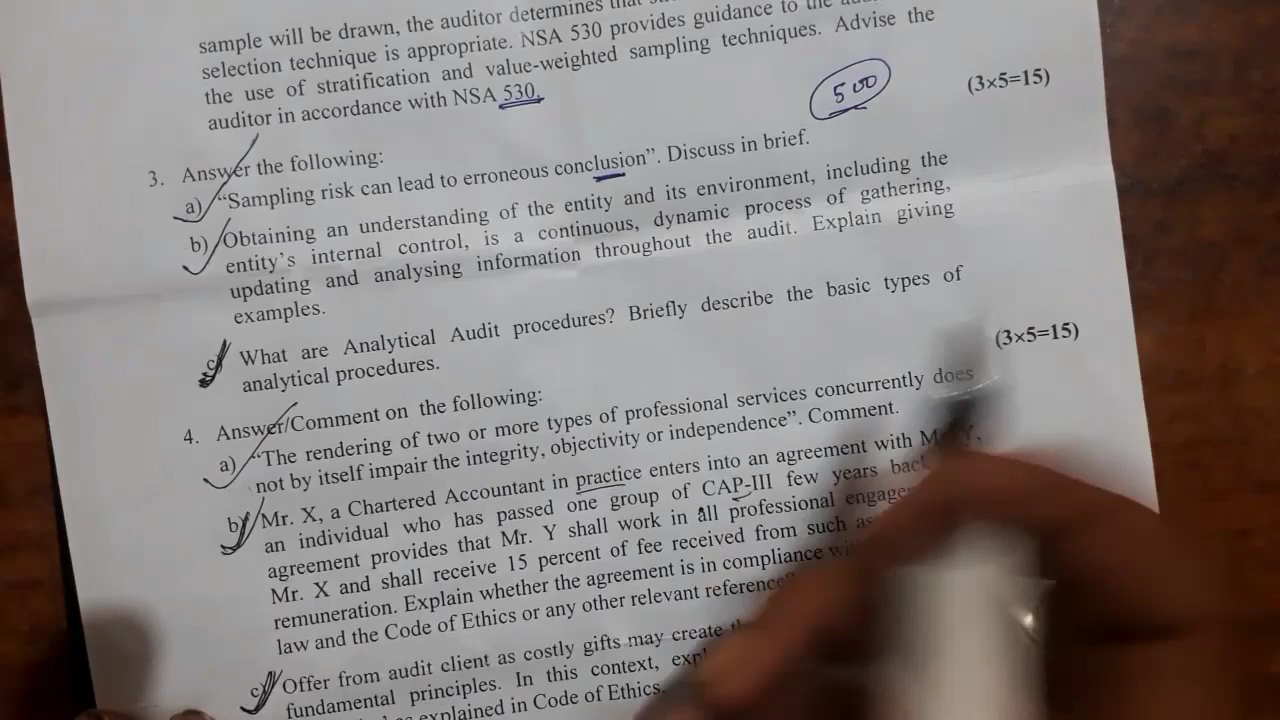 sample will be drawn, the auditor determines that
selection technique is appropriate. NSA 530 provides guidance to the
the use of stratification and value-weighted sampling techniques. Advise the
auditor in accordance with NSA 530.
500
(3×5=15)
3. Answer the following:
a) "Sampling risk can lead to erroneous conclusion". Discuss in brief.
b) Obtaining an understanding of the entity and its environment, including the
entity's internal control, is a continuous, dynamic process of gathering,
updating and analysing information throughout the audit. Explain giving
examples.
c) What are Analytical Audit procedures? Briefly describe the basic types of
analytical procedures.
(3×5=15)
4. Answer/Comment on the following:
a) "The rendering of two or more types of professional services concurrently does
not by itself impair the integrity, objectivity or independence". Comment.
b) Mr. X, a Chartered Accountant in practice enters into an agreement with Mr. Y,
an individual who has passed one group of CAP-III few years back
agreement provides that Mr. Y shall work in all professional
Mr. X and shall receive 15 percent of fee received from such
remuneration. Explain whether the agreement is in compliance
law and the Code of Ethics or any other relevant
c) Offer from audit client as costly gifts may create
fundamental principles. In this context,
explained in Code of Ethics.